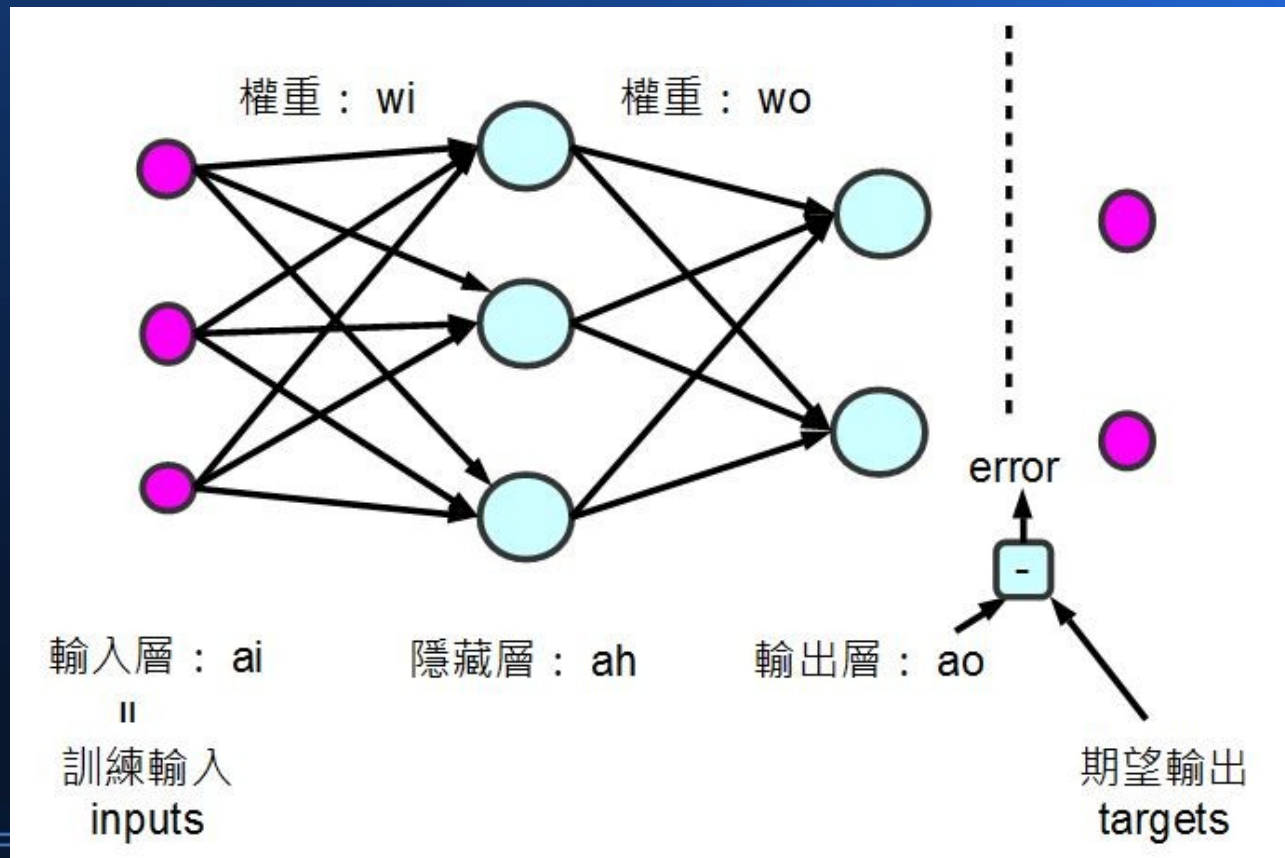 權重： wi
權重： wo
error
-
輸入層： ai
隱藏層： ah
輸出層： ao
=
訓練輸入
inputs
期望輸出
targets